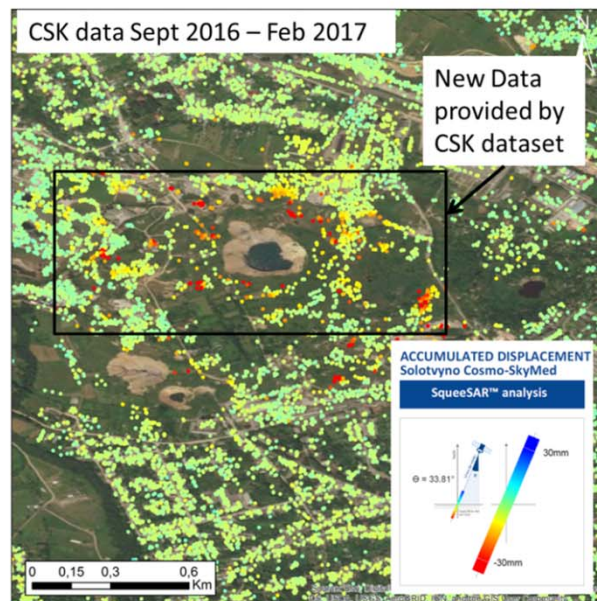 CSK data Sept 2016 – Feb 2017
N
New Data
provided by
CSK dataset
ACCUMULATED DISPLACEMENT
Solotvyno Cosmo-SkyMed
SqueeSAR™ analysis
Θ = 33.81°
30mm
-30mm
0 0,15 0,3 0,6
Km